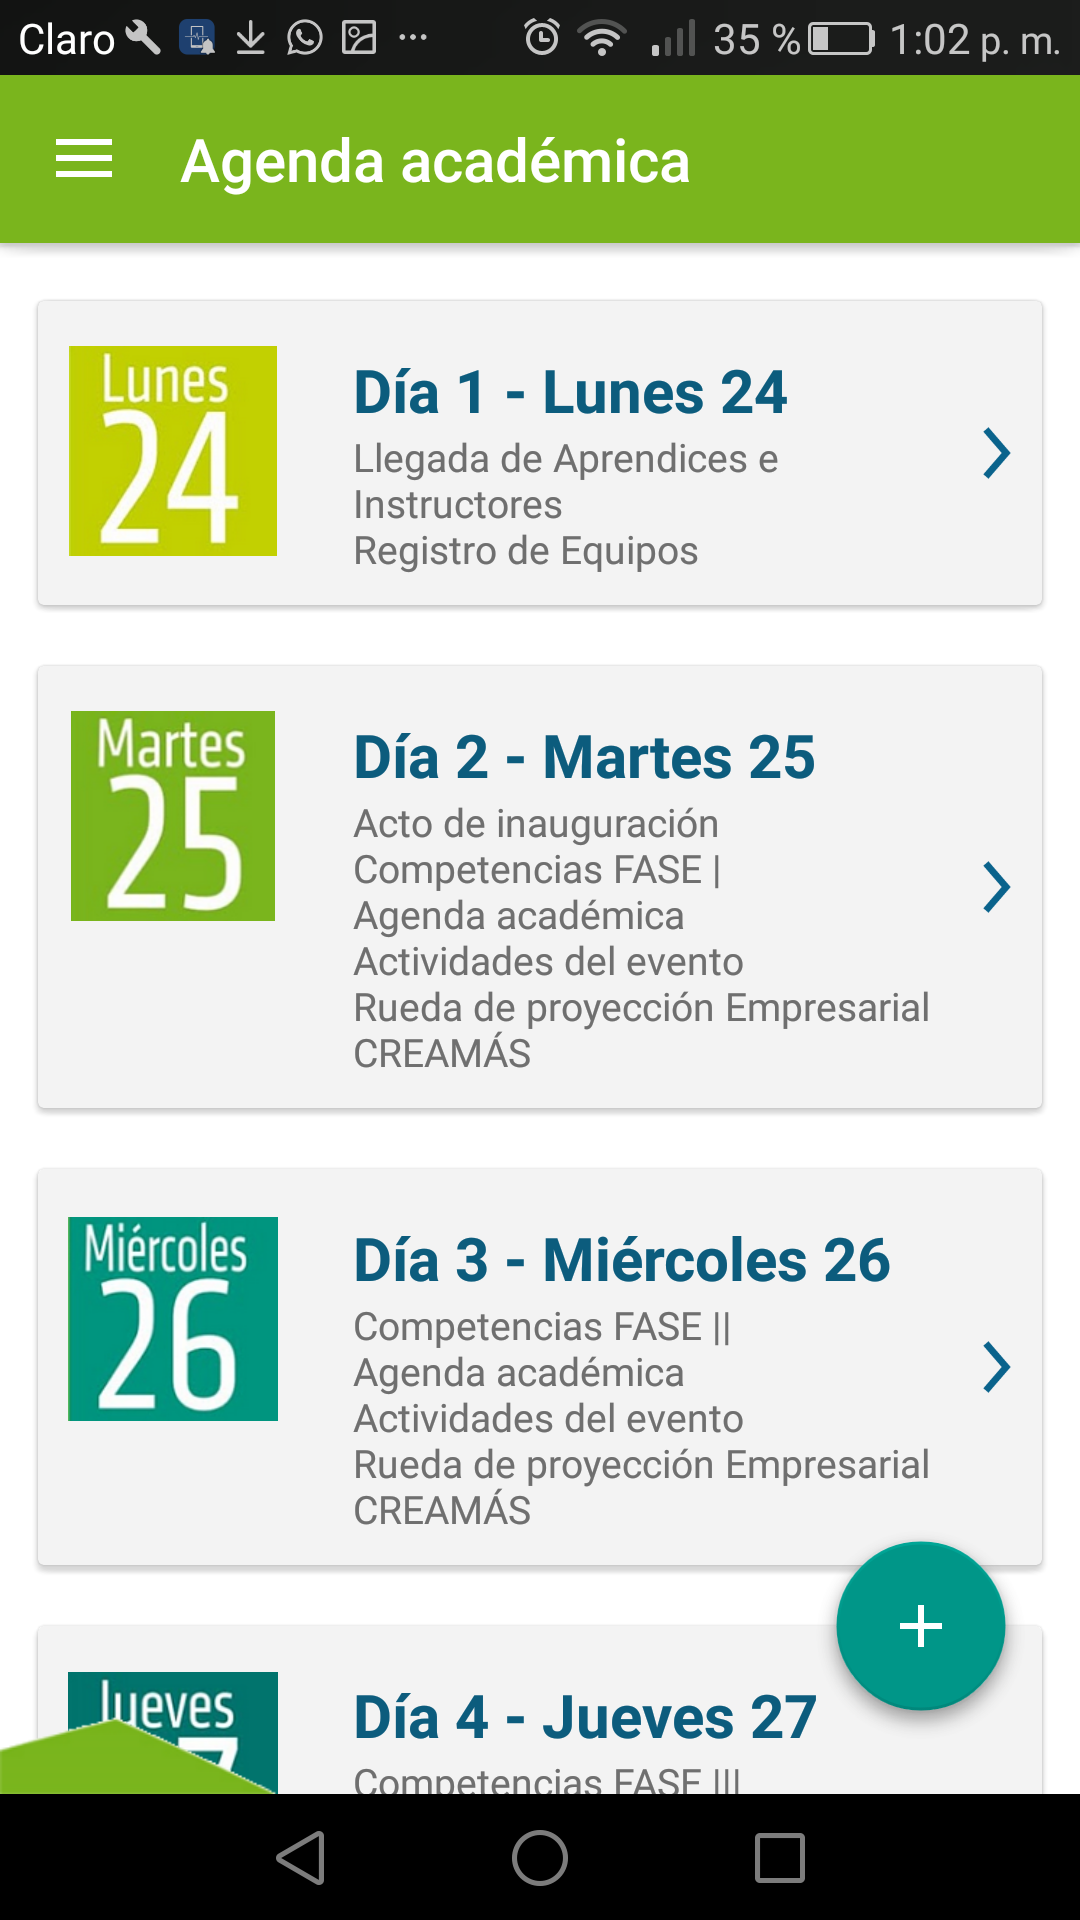 Claro 35 % 1:02 p. m.
Agenda académica
Lunes
24
Día 1 - Lunes 24
Llegada de Aprendices e
Instructores
Registro de Equipos
Martes
25
Día 2 - Martes 25
Acto de inauguración
Competencias FASE |
Agenda académica
Actividades del evento
Rueda de proyección Empresarial
CREAMÁS
Miércoles
26
Día 3 - Miércoles 26
Competencias FASE ||
Agenda académica
Actividades del evento
Rueda de proyección Empresarial
CREAMÁS
Jueves
Día 4 - Jueves 27
Competencias FASE |||